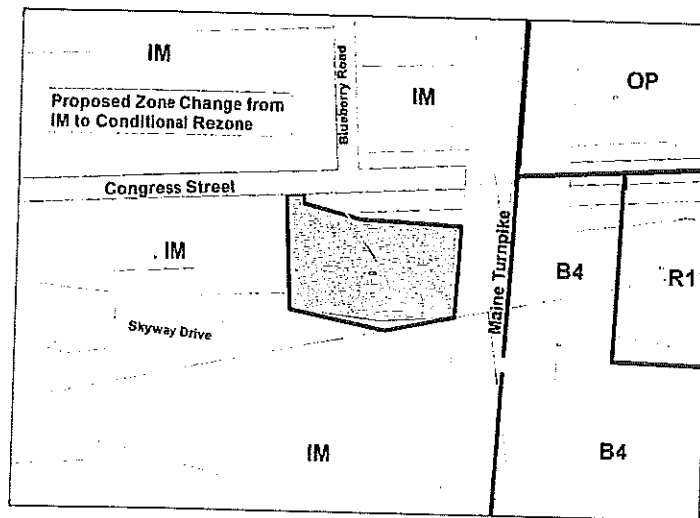 IM
Proposed Zone Change from
IM to Conditional Rezone
Blueberry Road
IM
OP
Congress Street
IM
Skyway Drive
Maine Turnpike
B4
R1
IM
B4